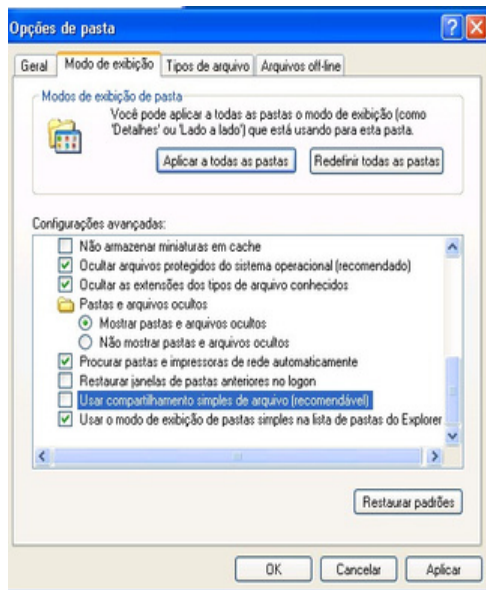 Opções de pasta
Geral Modo de exibição Tipos de arquivo Arquivos off-line
Modos de exibição de pasta
Você pode aplicar a todas as pastas o modo de exibição (como
'Detalhes' ou 'Lado a lado') que está usando para esta pasta.
Aplicar a todas as pastas Redefinir todas as pastas
Configurações avançadas:
Não armazenar miniaturas em cache
Ocultar arquivos protegidos do sistema operacional (recomendado)
Ocultar as extensões dos tipos de arquivo conhecidos
Pastas e arquivos ocultos
Mostrar pastas e arquivos ocultos
Não mostrar pastas e arquivos ocultos
Procurar pastas e impressoras de rede automaticamente
Restaurar janelas de pastas anteriores no logon
Usar compartilhamento simples de arquivo (recomendável)
Usar o modo de exibição de pastas simples na lista de pastas do Explorer
Restaurar padrões
OK Cancelar Aplicar